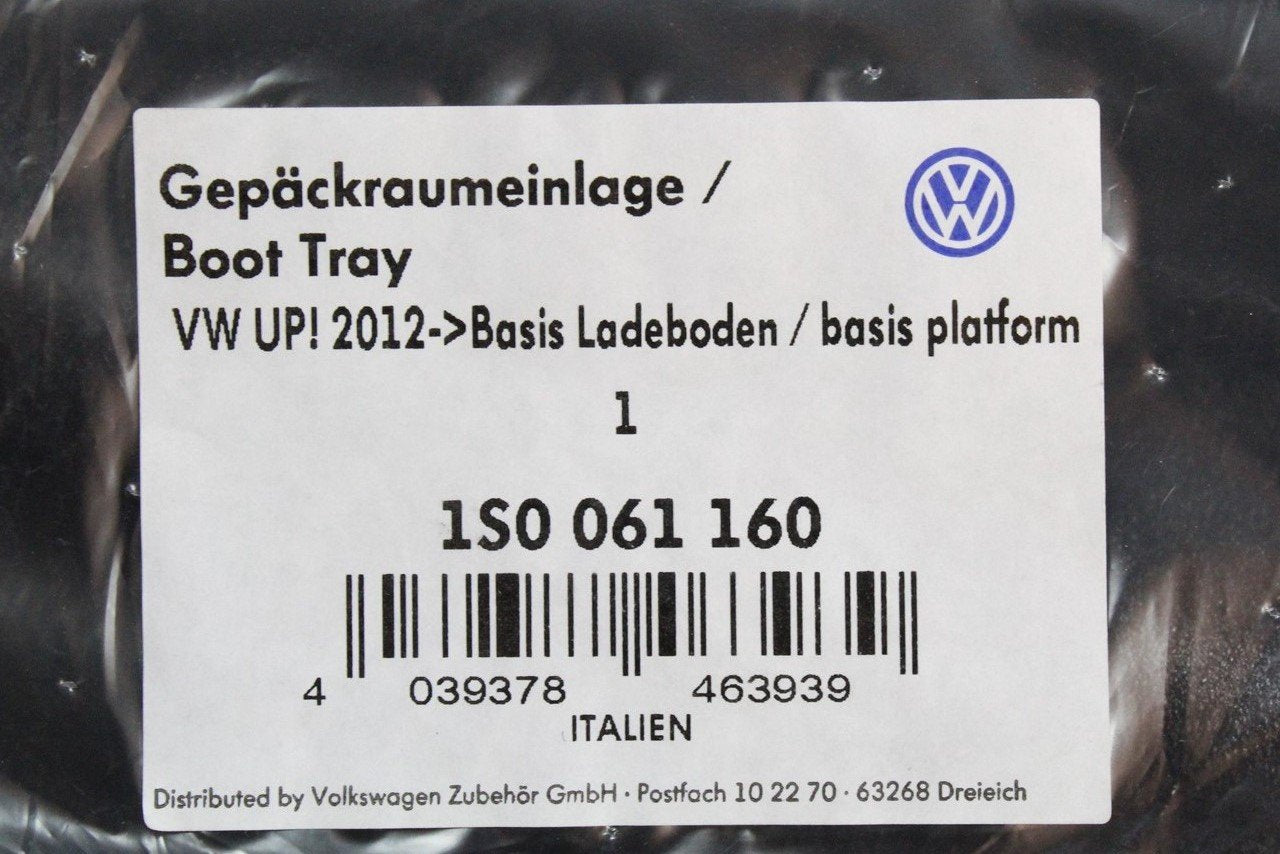 Gepäckraumeinlage /
Boot Tray
VW UP! 2012->Basis Ladeboden / basis platform
1
1S0 061 160
4 039378 463939
ITALIEN
Distributed by Volkswagen Zubehör GmbH · Postfach 10 22 70 · 63268 Dreieich